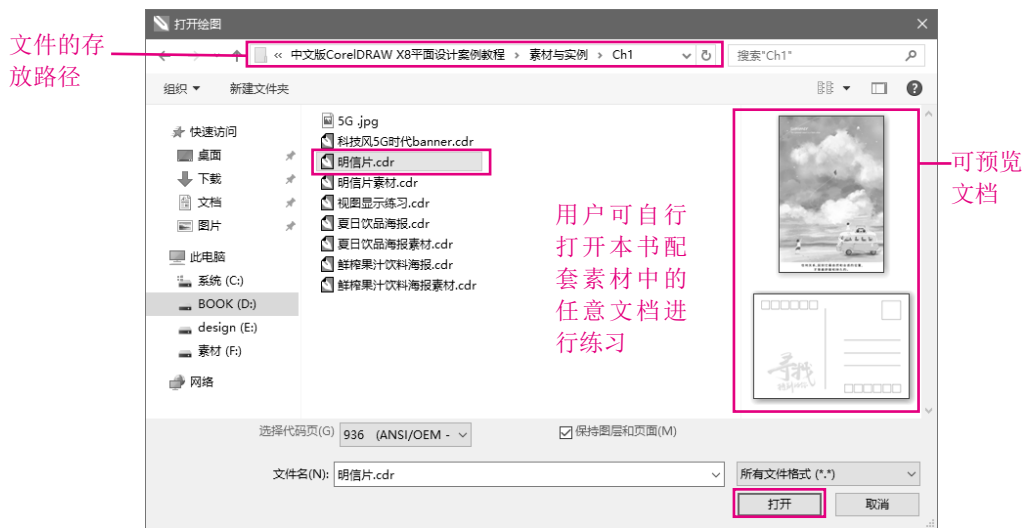 打开绘图
文件的存
放路径
« 中文版CorelDRAW X8平面设计案例教程 › 素材与实例 › Ch1
搜索"Ch1"
组织 新建文件夹
快速访问
桌面
下载
文档
图片
此电脑
系统 (C:)
BOOK (D:)
design (E:)
素材 (F:)
网络
5G .jpg
科技风5G时代banner.cdr
明信片.cdr
明信片素材.cdr
视图显示练习.cdr
夏日饮品海报.cdr
夏日饮品海报素材.cdr
鲜榨果汁饮料海报.cdr
鲜榨果汁饮料海报素材.cdr
用户可自行
打开本书配
套素材中的
任意文档进
行练习
寻找
可预览
文档
选择代码页(G) 936 (ANSI/OEM -
保持图层和页面(M)
文件名(N): 明信片.cdr
所有文件格式 (*.*)
打开 取消